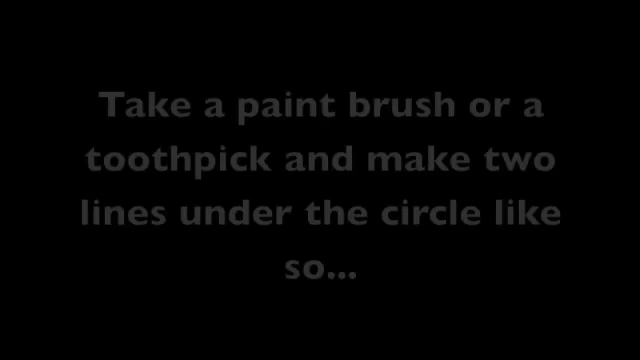 Take a paint brush or a
toothpick and make two
lines under the circle like
so...